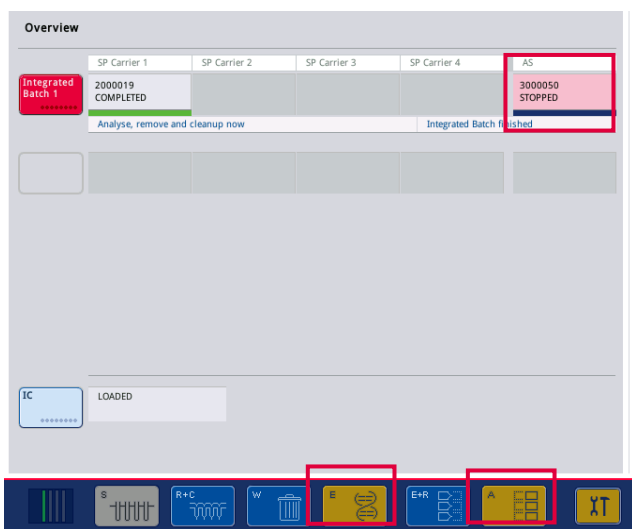 Overview
SP Carrier 1 SP Carrier 2 SP Carrier 3 SP Carrier 4 AS
Integrated
Batch 1
2000019
COMPLETED
3000050
STOPPED
Analyse, remove and cleanup now Integrated Batch finished
IC
LOADED
S R+C W E E+R A